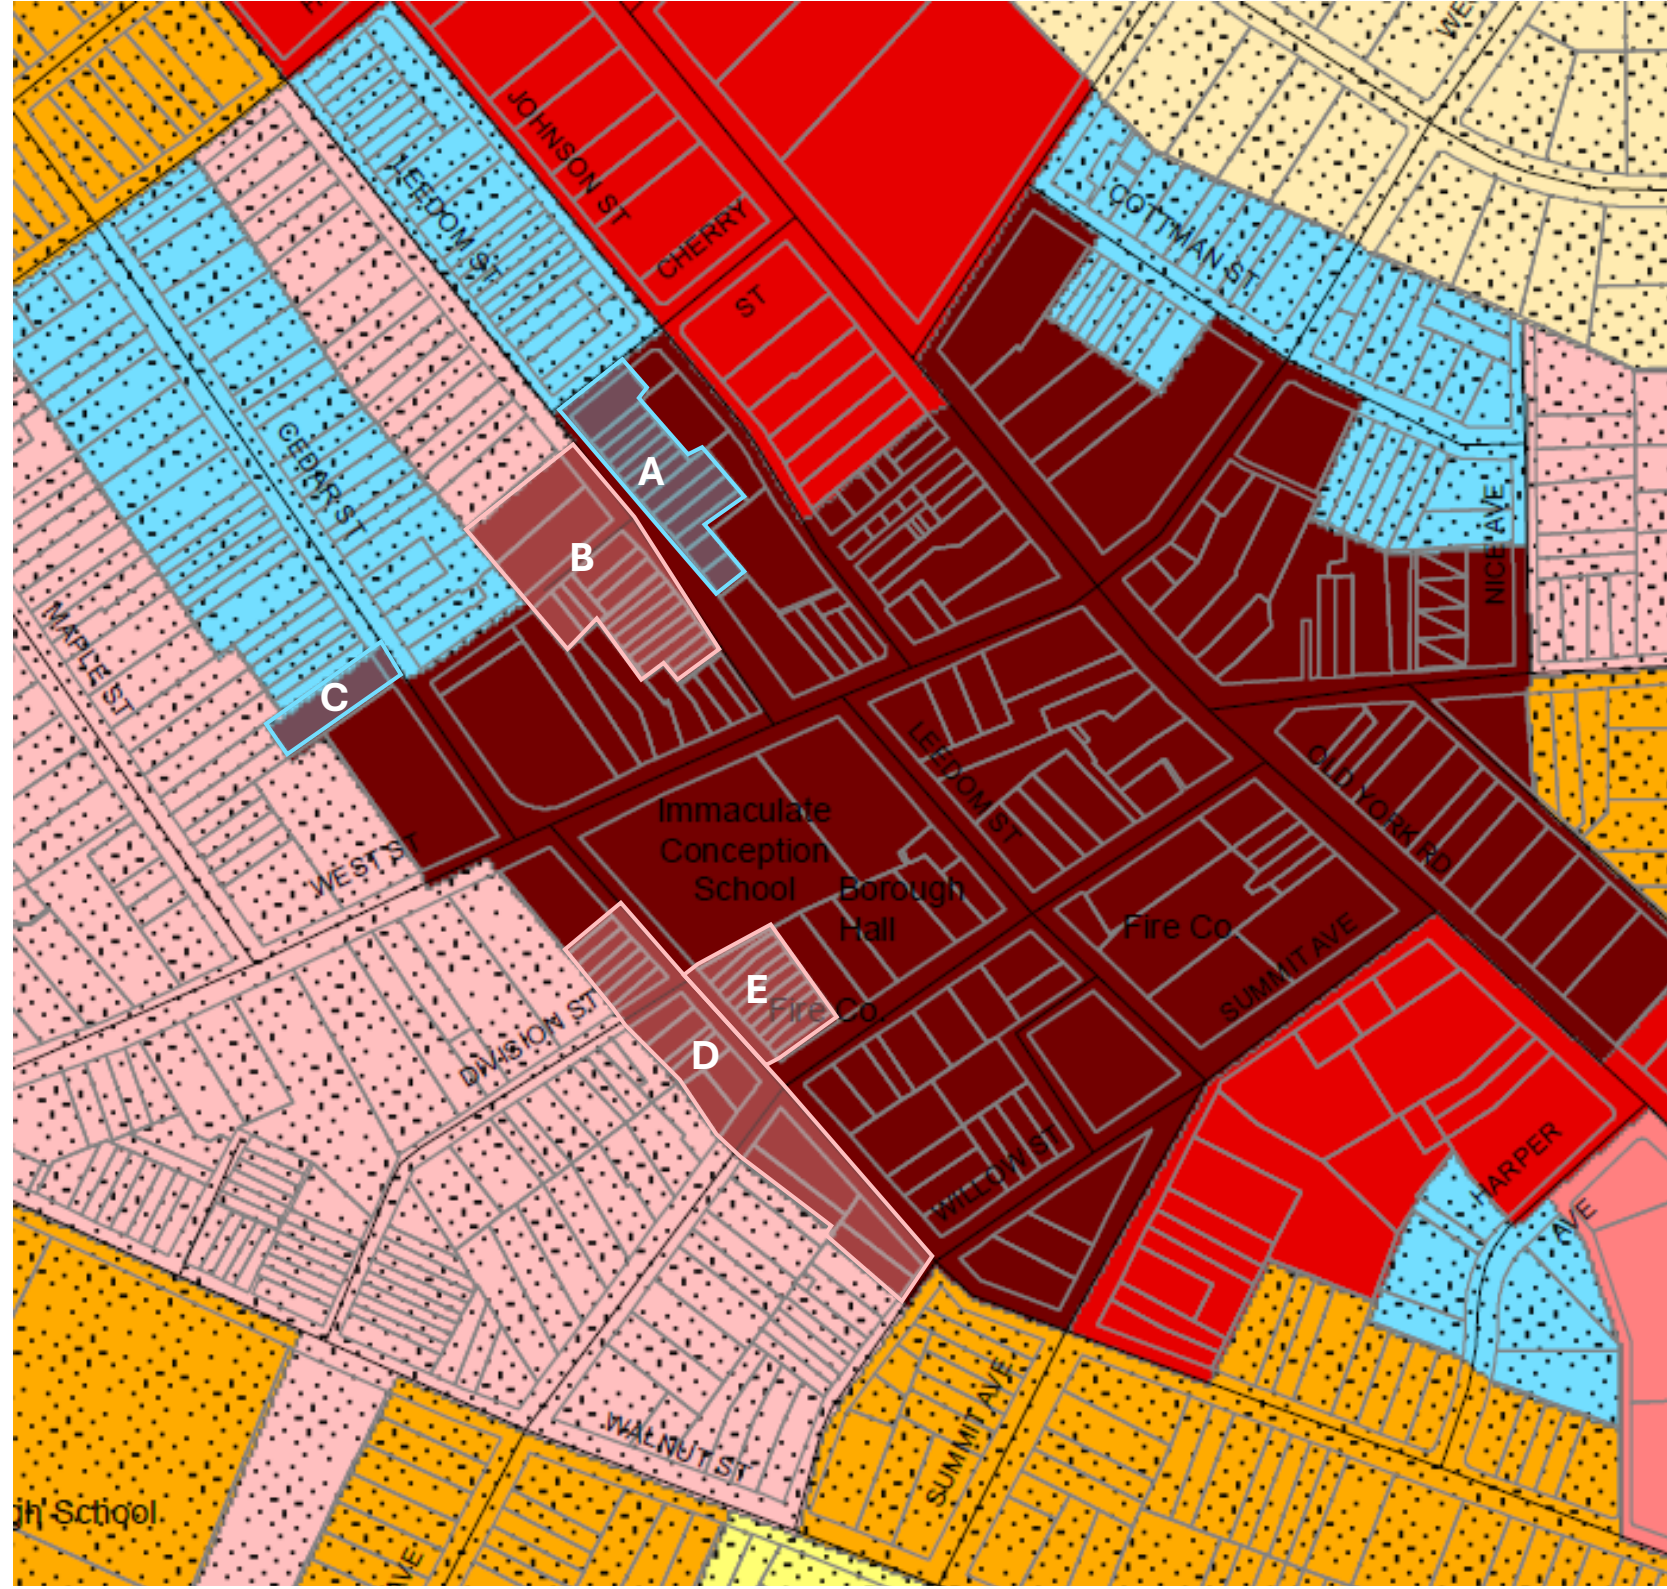 JOHNSON ST
LEEDOM ST
CHERRY
ST
COTTMAN ST
CEDAR ST
A
B
NICE AVE
MAPLE ST
C
LEEDOM ST
OLD YORK RD
Immaculate
Conception
School
Borough
Hall
WEST ST
Fire Co.
SUMMIT AVE
E
Fire Co.
DIVISION ST
D
WILLOW ST
HARPER
AVE
SUMMIT AVE
WALNUT ST
gh School
AVE